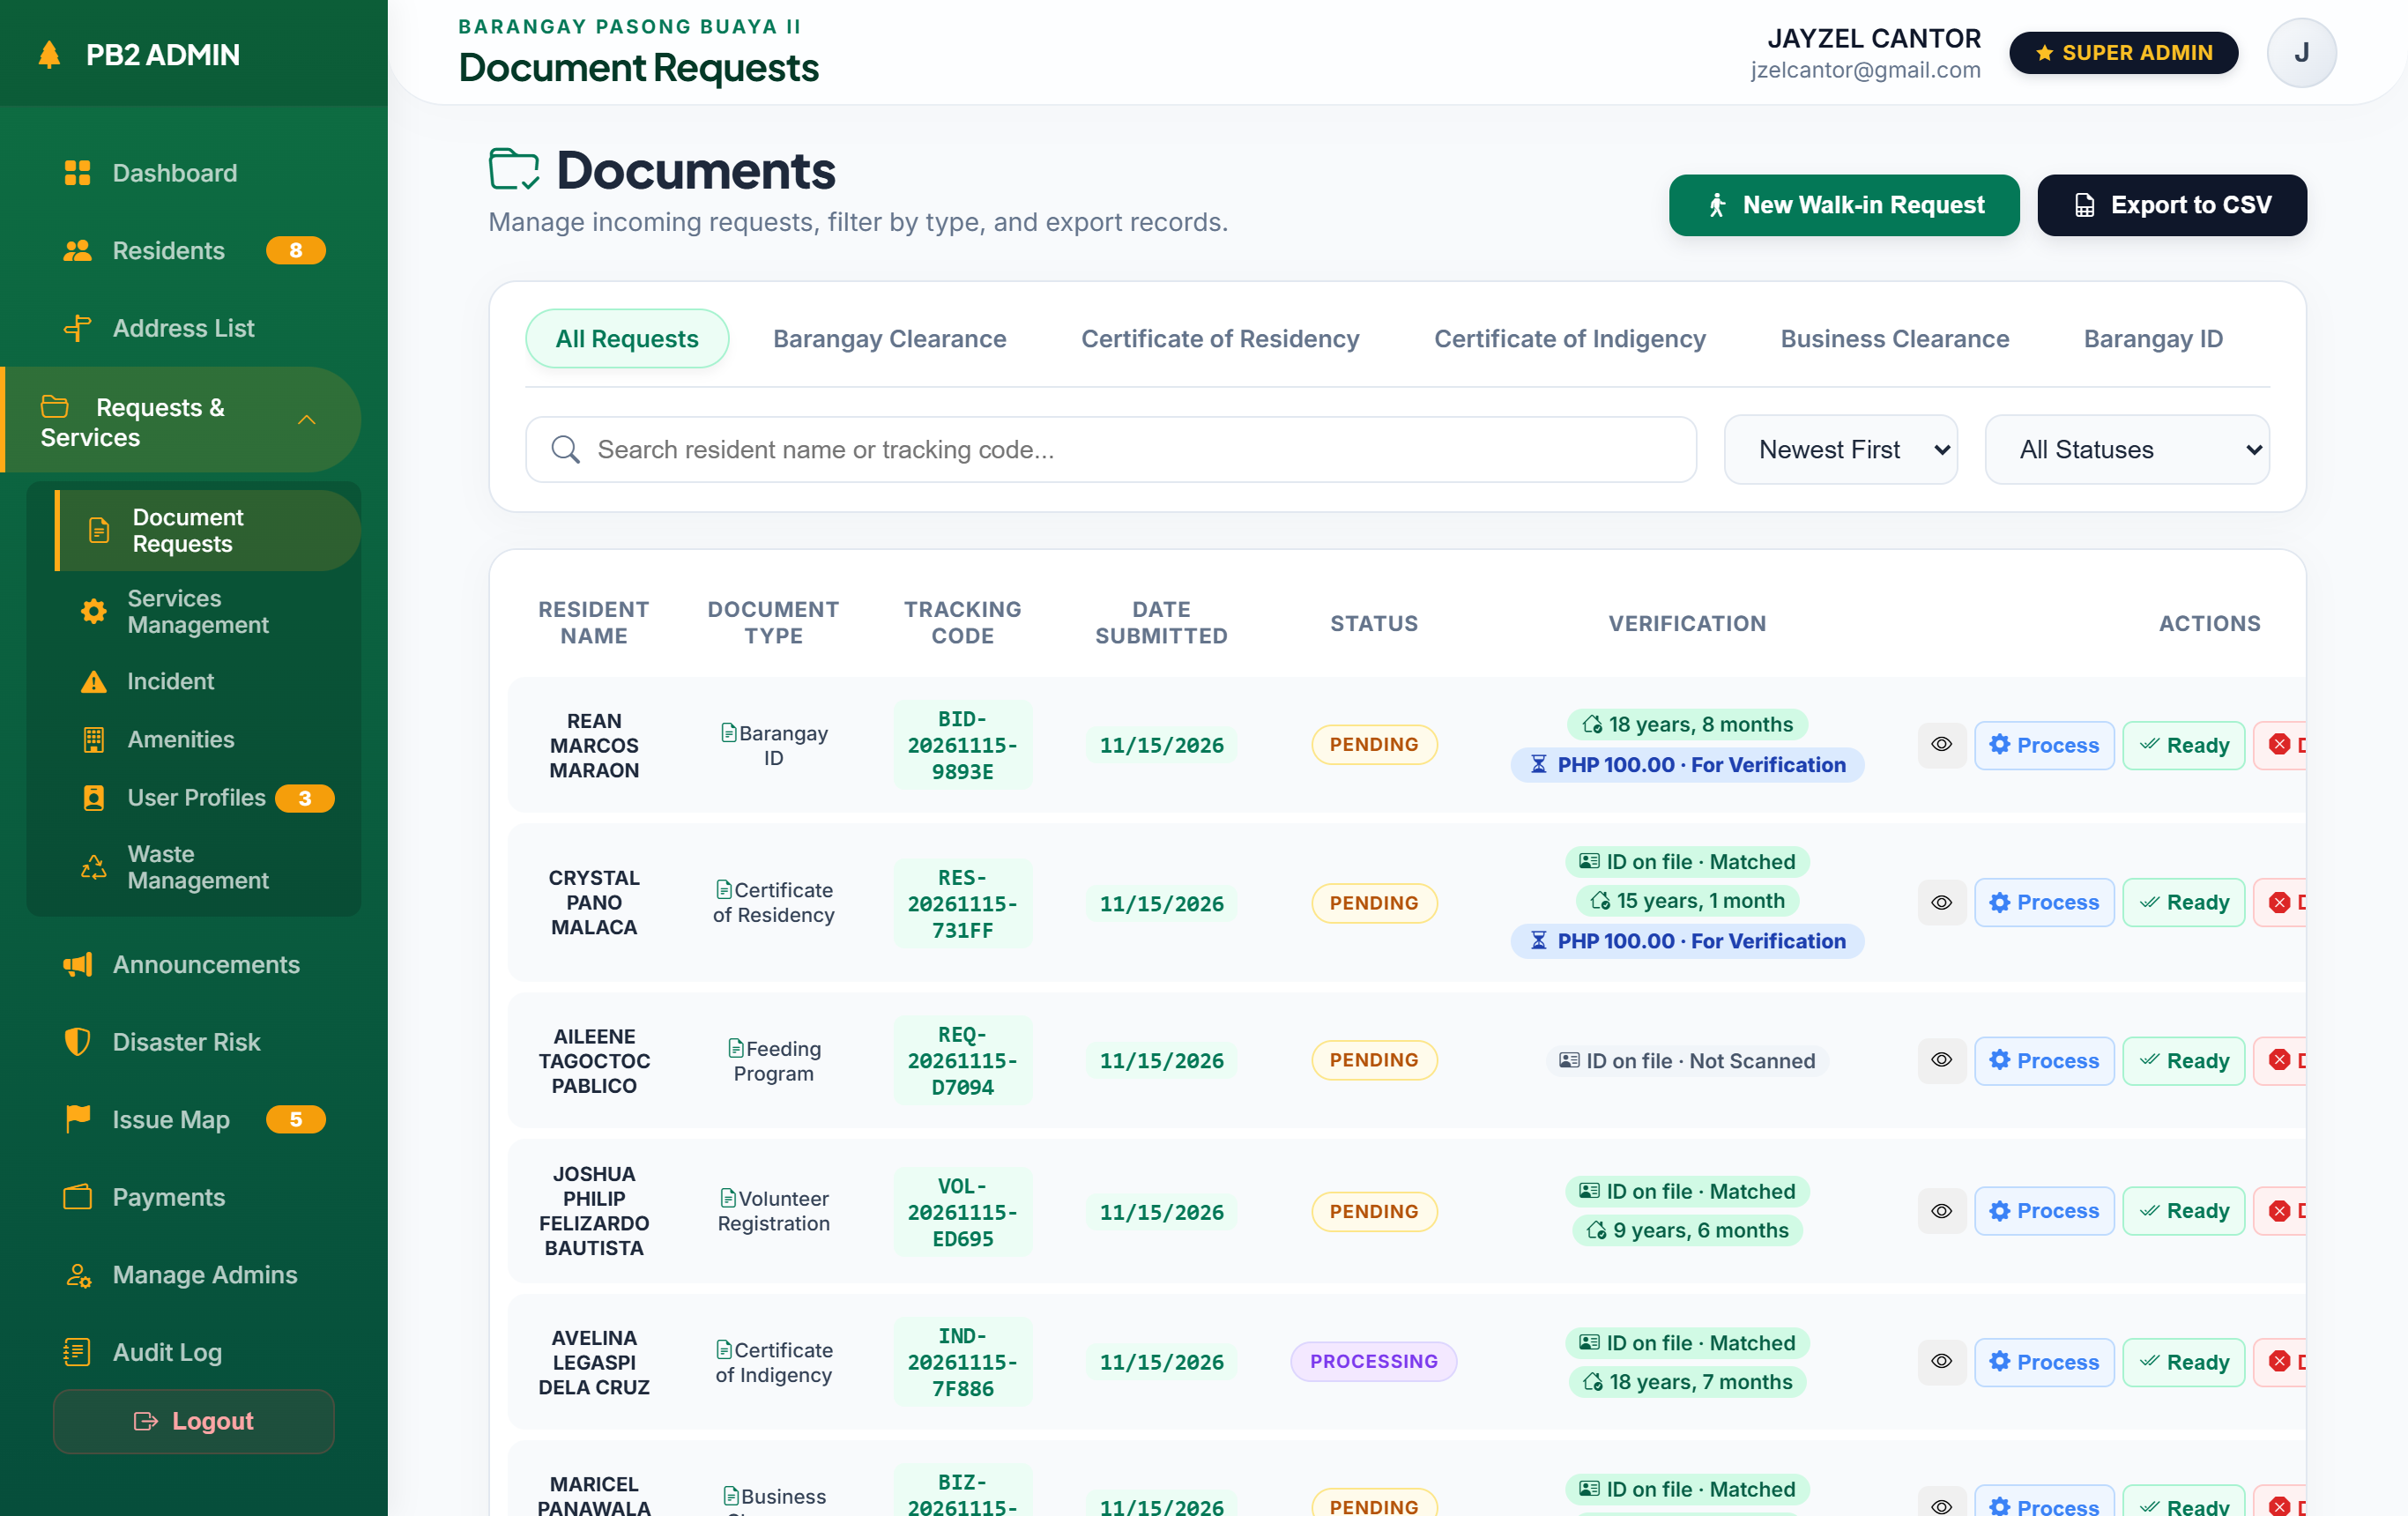 PB2 ADMIN
Dashboard
Residents 8
Address List
Requests &
Services
Document
Requests
Services
Management
Incident
Amenities
User Profiles 3
Waste
Management
Announcements
Disaster Risk
Issue Map 5
Payments
Manage Admins
Audit Log
Logout
BARANGAY PASONG BUAYA II
Document Requests
JAYZEL CANTOR
jzelcantor@gmail.com
SUPER ADMIN
J
Documents
Manage incoming requests, filter by type, and export records.
New Walk-in Request
Export to CSV
All Requests
Barangay Clearance
Certificate of Residency
Certificate of Indigency
Business Clearance
Barangay ID
Search resident name or tracking code...
Newest First
All Statuses
RESIDENT
NAME
DOCUMENT
TYPE
TRACKING
CODE
DATE
SUBMITTED
STATUS
VERIFICATION
ACTIONS
REAN
MARCOS
MARAON
Barangay
ID
BID-
20261115-
9893E
11/15/2026
PENDING
18 years, 8 months
PHP 100.00 · For Verification
Process
Ready
CRYSTAL
PANO
MALACA
Certificate
of Residency
RES-
20261115-
731FF
11/15/2026
PENDING
ID on file · Matched
15 years, 1 month
PHP 100.00 · For Verification
Process
Ready
AILEENE
TAGOCTOC
PABLICO
Feeding
Program
REQ-
20261115-
D7094
11/15/2026
PENDING
ID on file · Not Scanned
Process
Ready
JOSHUA
PHILIP
FELIZARDO
BAUTISTA
Volunteer
Registration
VOL-
20261115-
ED695
11/15/2026
PENDING
ID on file · Matched
9 years, 6 months
Process
Ready
AVELINA
LEGASPI
DELA CRUZ
Certificate
of Indigency
IND-
20261115-
7F886
11/15/2026
PROCESSING
ID on file · Matched
18 years, 7 months
Process
Ready
MARICEL
PANAWALA
Business
BIZ-
20261115-
11/15/2026
PENDING
ID on file · Matched
Process
Ready